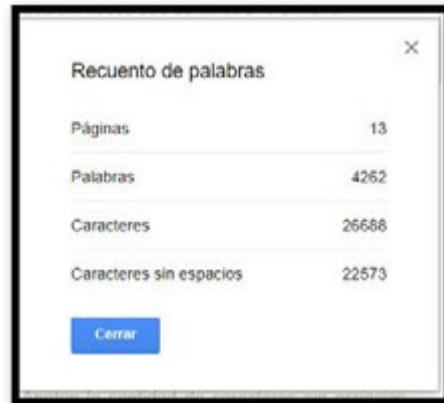 Recuento de palabras
Páginas 13
Palabras 4262
Caracteres 26688
Caracteres sin espacios 22573
Cerrar